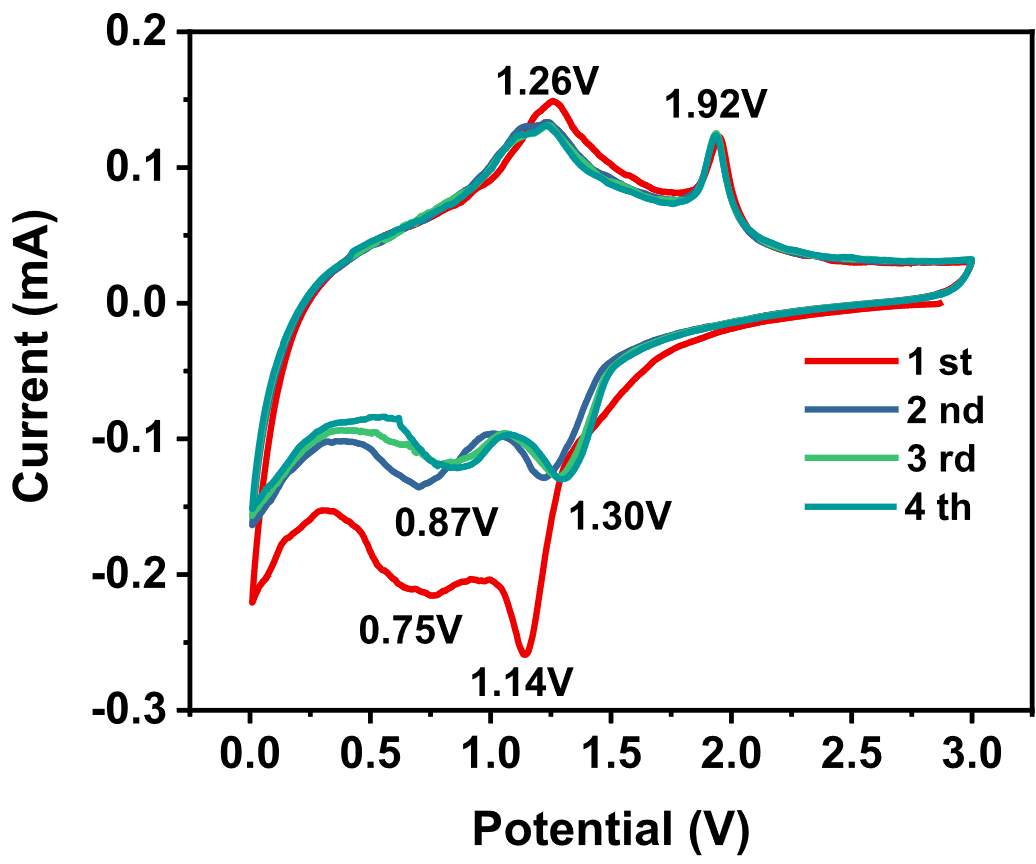 0.2
0.1
0.0
-0.1
-0.2
-0.3
Current (mA)
1.26V
1.92V
1 st
2 nd
3 rd
4 th
0.87V
1.30V
0.75V
1.14V
0.0 0.5 1.0 1.5 2.0 2.5 3.0
Potential (V)